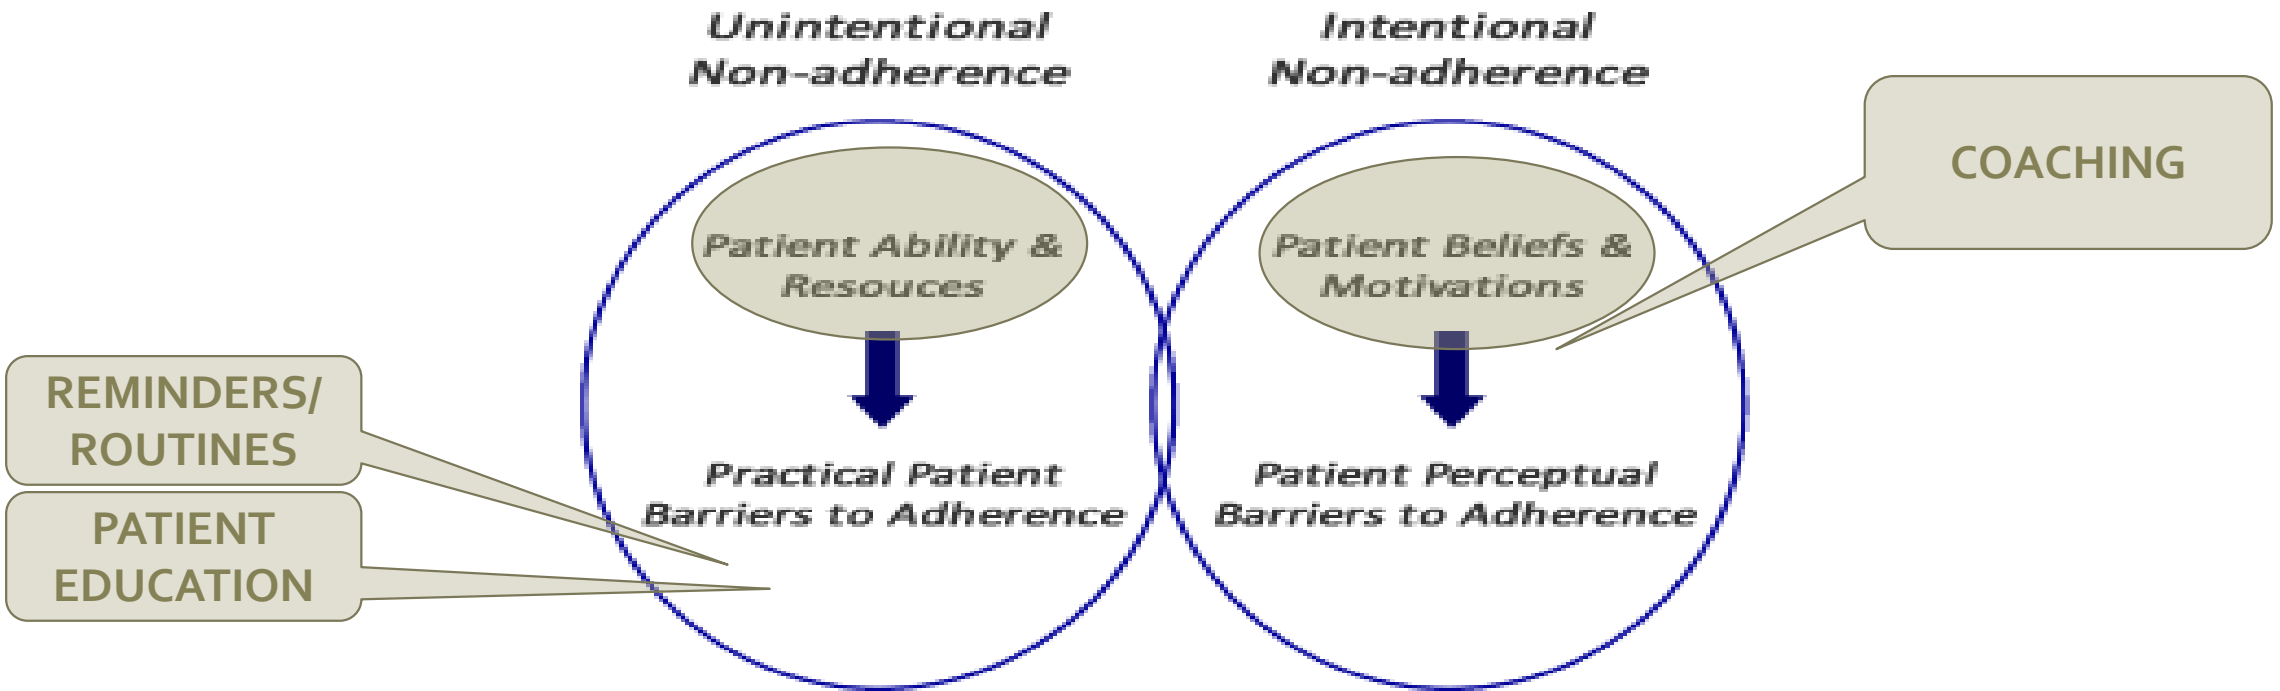 Unintentional
Non-adherence
Intentional
Non-adherence
COACHING
Patient Ability &
Resouces
Patient Beliefs &
Motivations
REMINDERS/
ROUTINES
PATIENT
EDUCATION
Practical Patient
Barriers to Adherence
Patient Perceptual
Barriers to Adherence